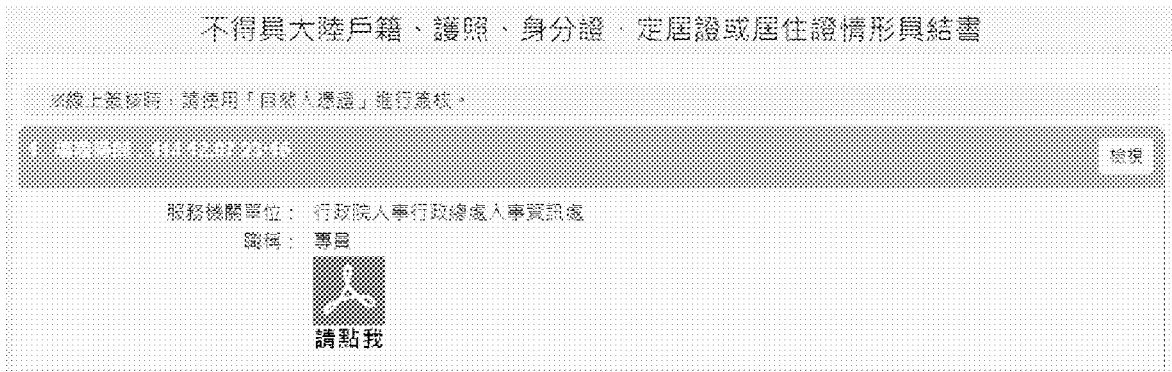 不得具大陸戶籍、護照、身分證、定居證或居住證情形具結書
※線上簽核時，請使用「自然人憑證」進行簽核。
檢視
服務機關單位： 行政院人事行政總處人事資訊處
職稱： 專員
請點我